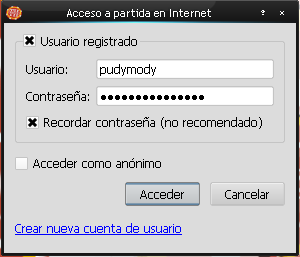 Acceso a partida en Internet
Usuario registrado
Usuario: pudymody
Contraseña: ●●●●●●●●●●●●●●●
Recordar contraseña (no recomendado)
Acceder como anónimo
Acceder Cancelar
Crear nueva cuenta de usuario